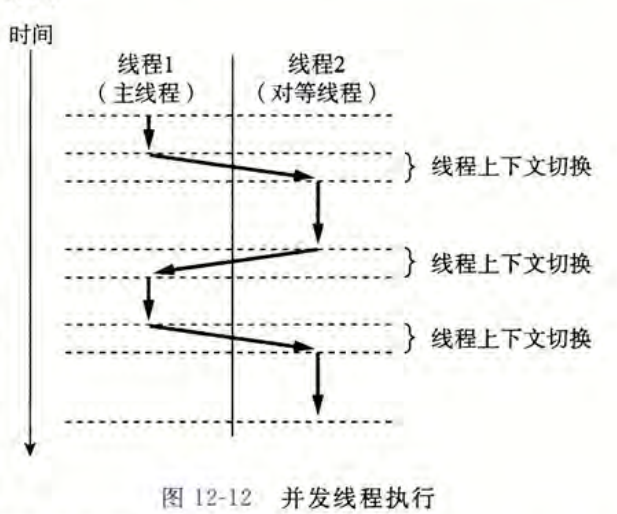 时间
线程1
（主线程）
线程2
（对等线程）
线程上下文切换
线程上下文切换
线程上下文切换
图 12-12 并发线程执行